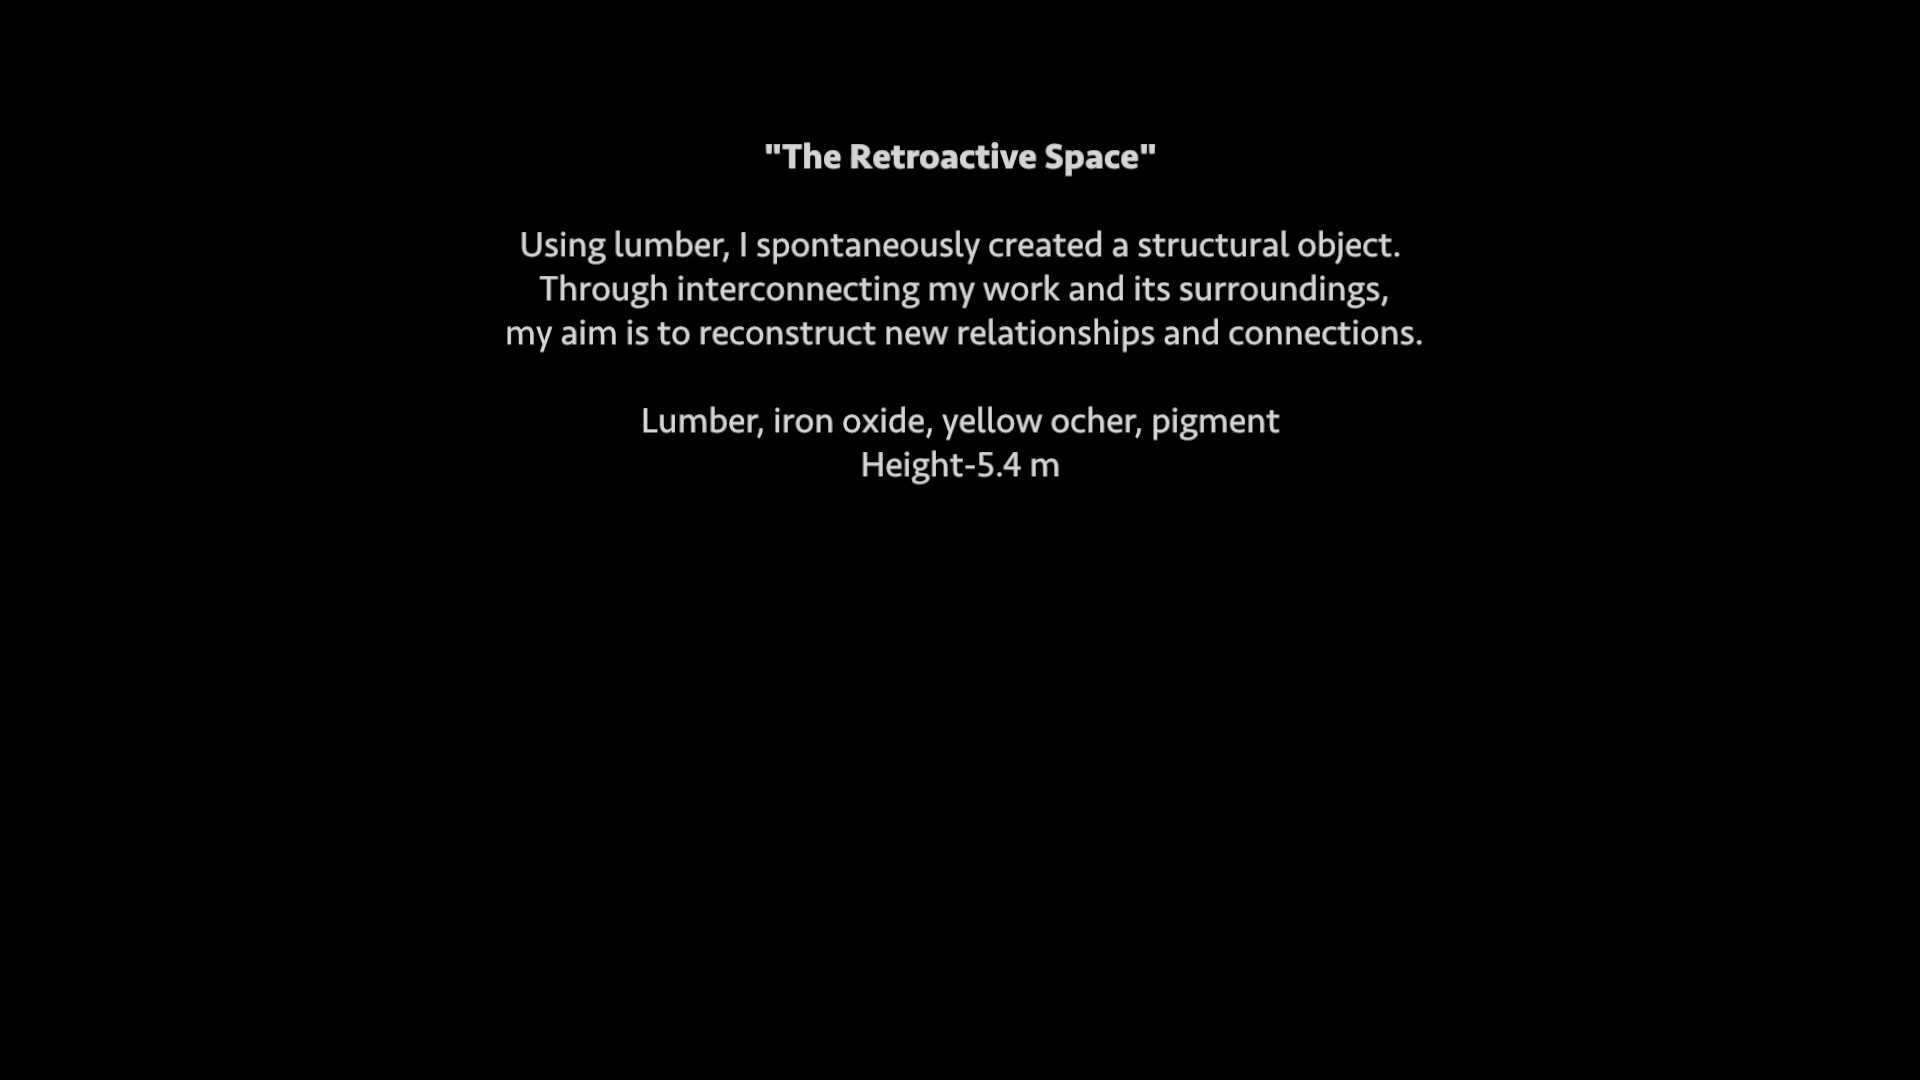 "The Retroactive Space"
Using lumber, I spontaneously created a structural object.
Through interconnecting my work and its surroundings,
my aim is to reconstruct new relationships and connections.
Lumber, iron oxide, yellow ocher, pigment
Height-5.4 m